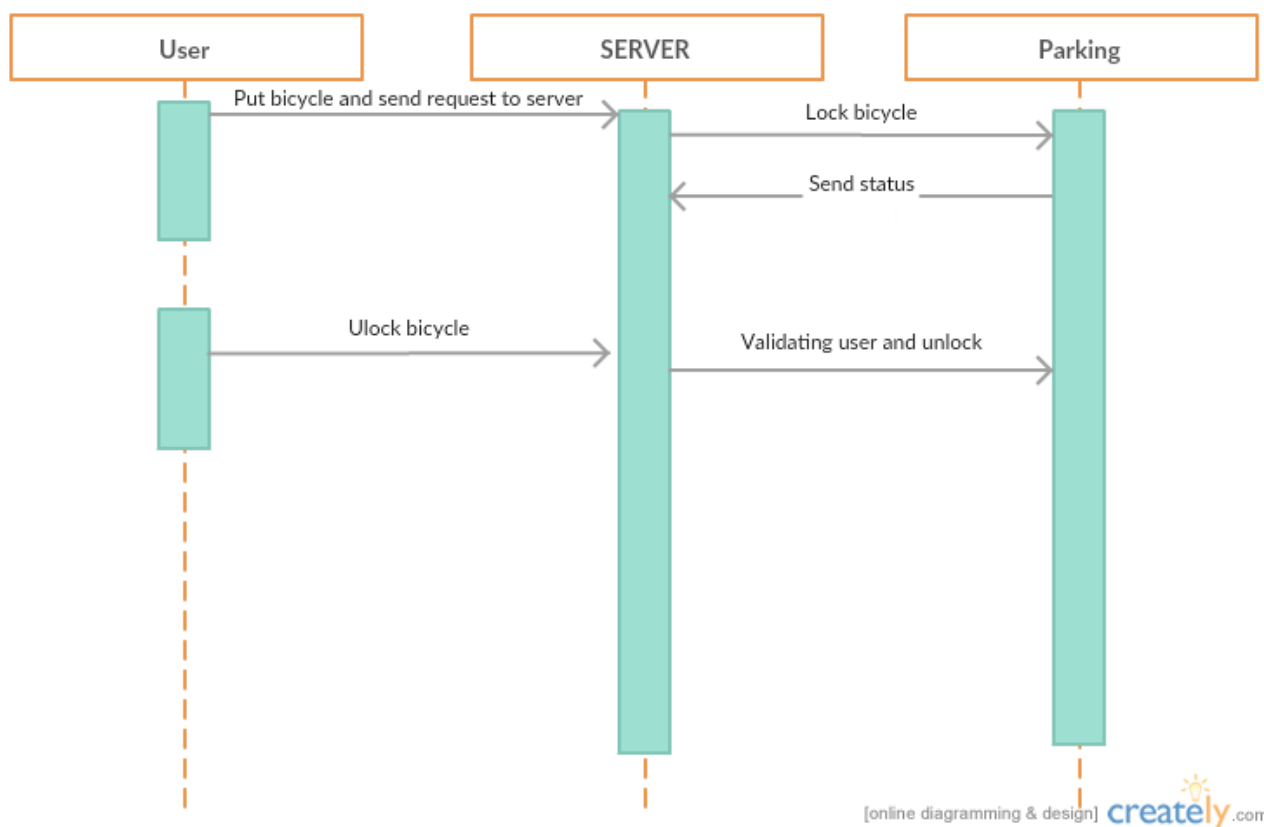 User
SERVER
Parking
Put bicycle and send request to server
Lock bicycle
Send status
Ulock bicycle
Validating user and unlock
[online diagramming & design] creately.com